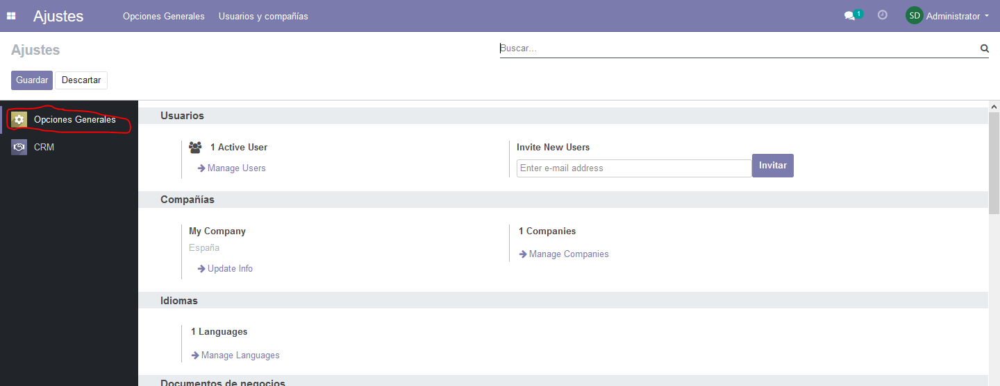 Ajustes Opciones Generales Usuarios y compañías 1 SD Administrator
Ajustes Buscar...
Guardar Descartar
Opciones Generales
CRM
Usuarios
1 Active User Invite New Users
Manage Users Enter e-mail address Invitar
Compañías
My Company 1 Companies
España
Manage Companies
Update Info
Idiomas
1 Languages
Manage Languages
Documentos de negocios